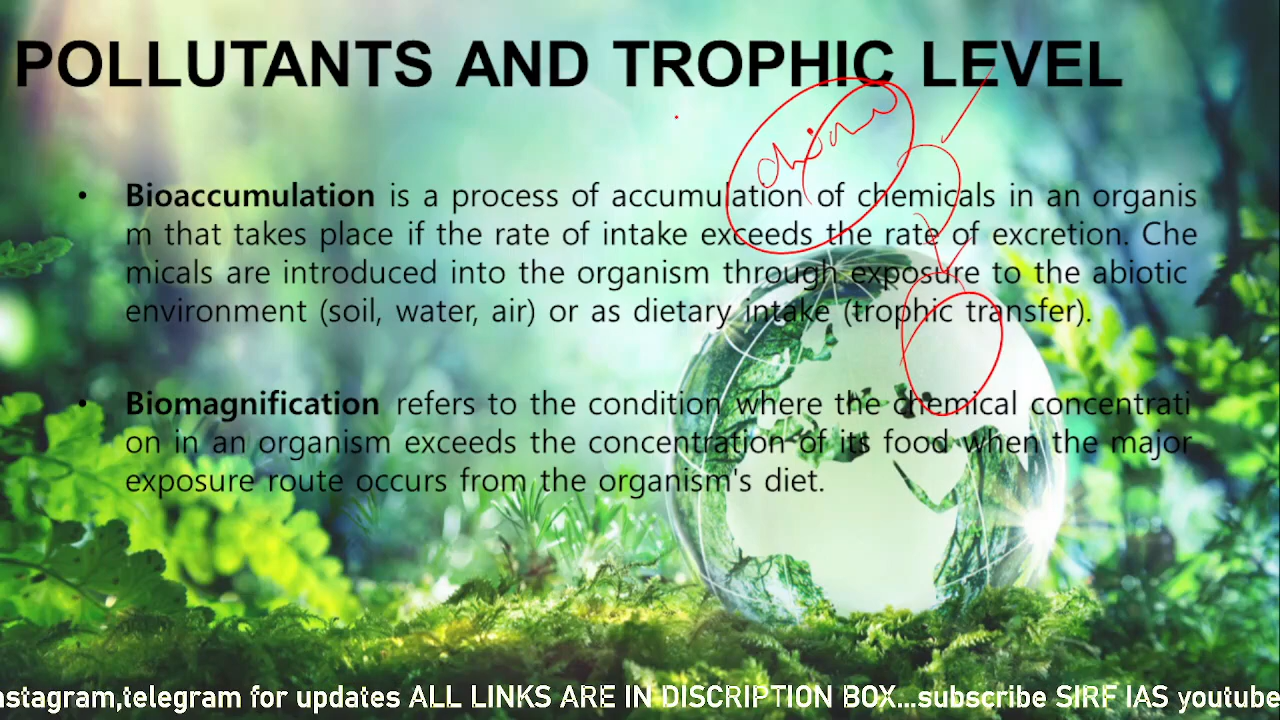 POLLUTANTS AND TROPHIC LEVEL
• Bioaccumulation is a process of accumulation of chemicals in an organis
m that takes place if the rate of intake exceeds the rate of excretion. Che
micals are introduced into the organism through exposure to the abiotic
environment (soil, water, air) or as dietary intake (trophic transfer).
• Biomagnification refers to the condition where the chemical concentrati
on in an organism exceeds the concentration of its food when the major
exposure route occurs from the organism's diet.
nstagram,telegram for updates ALL LINKS ARE IN DISCRIPTION BOX...subscribe SIRF IAS youtube